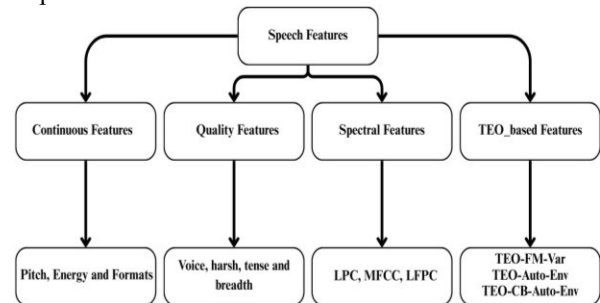 Speech Features
Continuous Features
Quality Features
Spectral Features
TEO_based Features
Pitch, Energy and Formats
Voice, harsh, tense and
breadth
LPC, MFCC, LFPC
TEO-FM-Var
TEO-Auto-Env
TEO-CB-Auto-Env